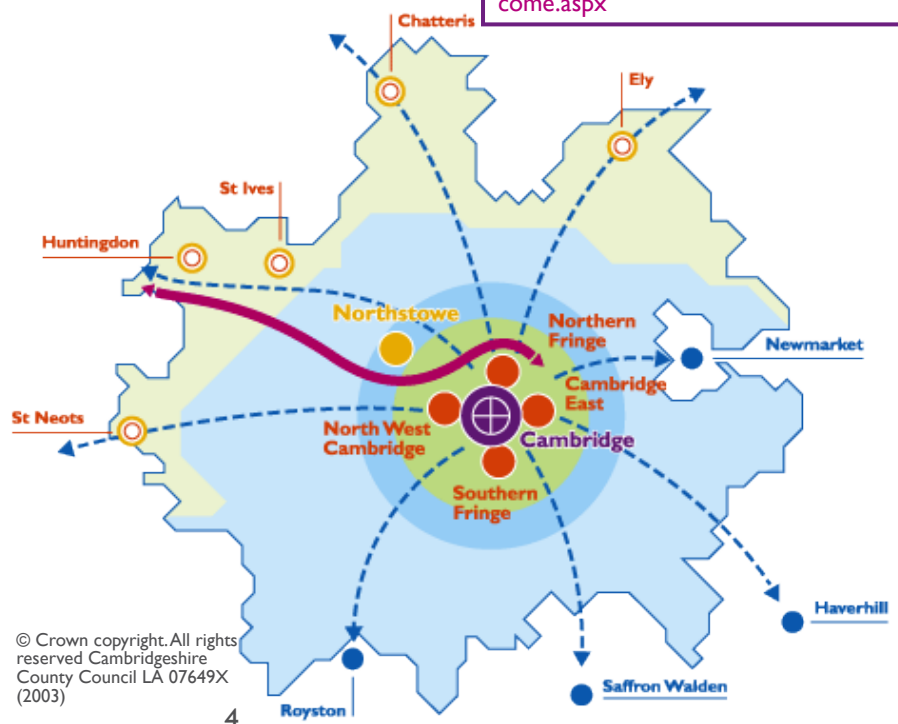 come.aspx
Chatteris
Ely
St Ives
Huntingdon
Northstowe
Northern
Fringe
Newmarket
Cambridge
East
St Neots
North West
Cambridge
Cambridge
Southern
Fringe
Haverhill
© Crown copyright. All rights
reserved Cambridgeshire
County Council LA 07649X
(2003)
Saffron Walden
Royston
4